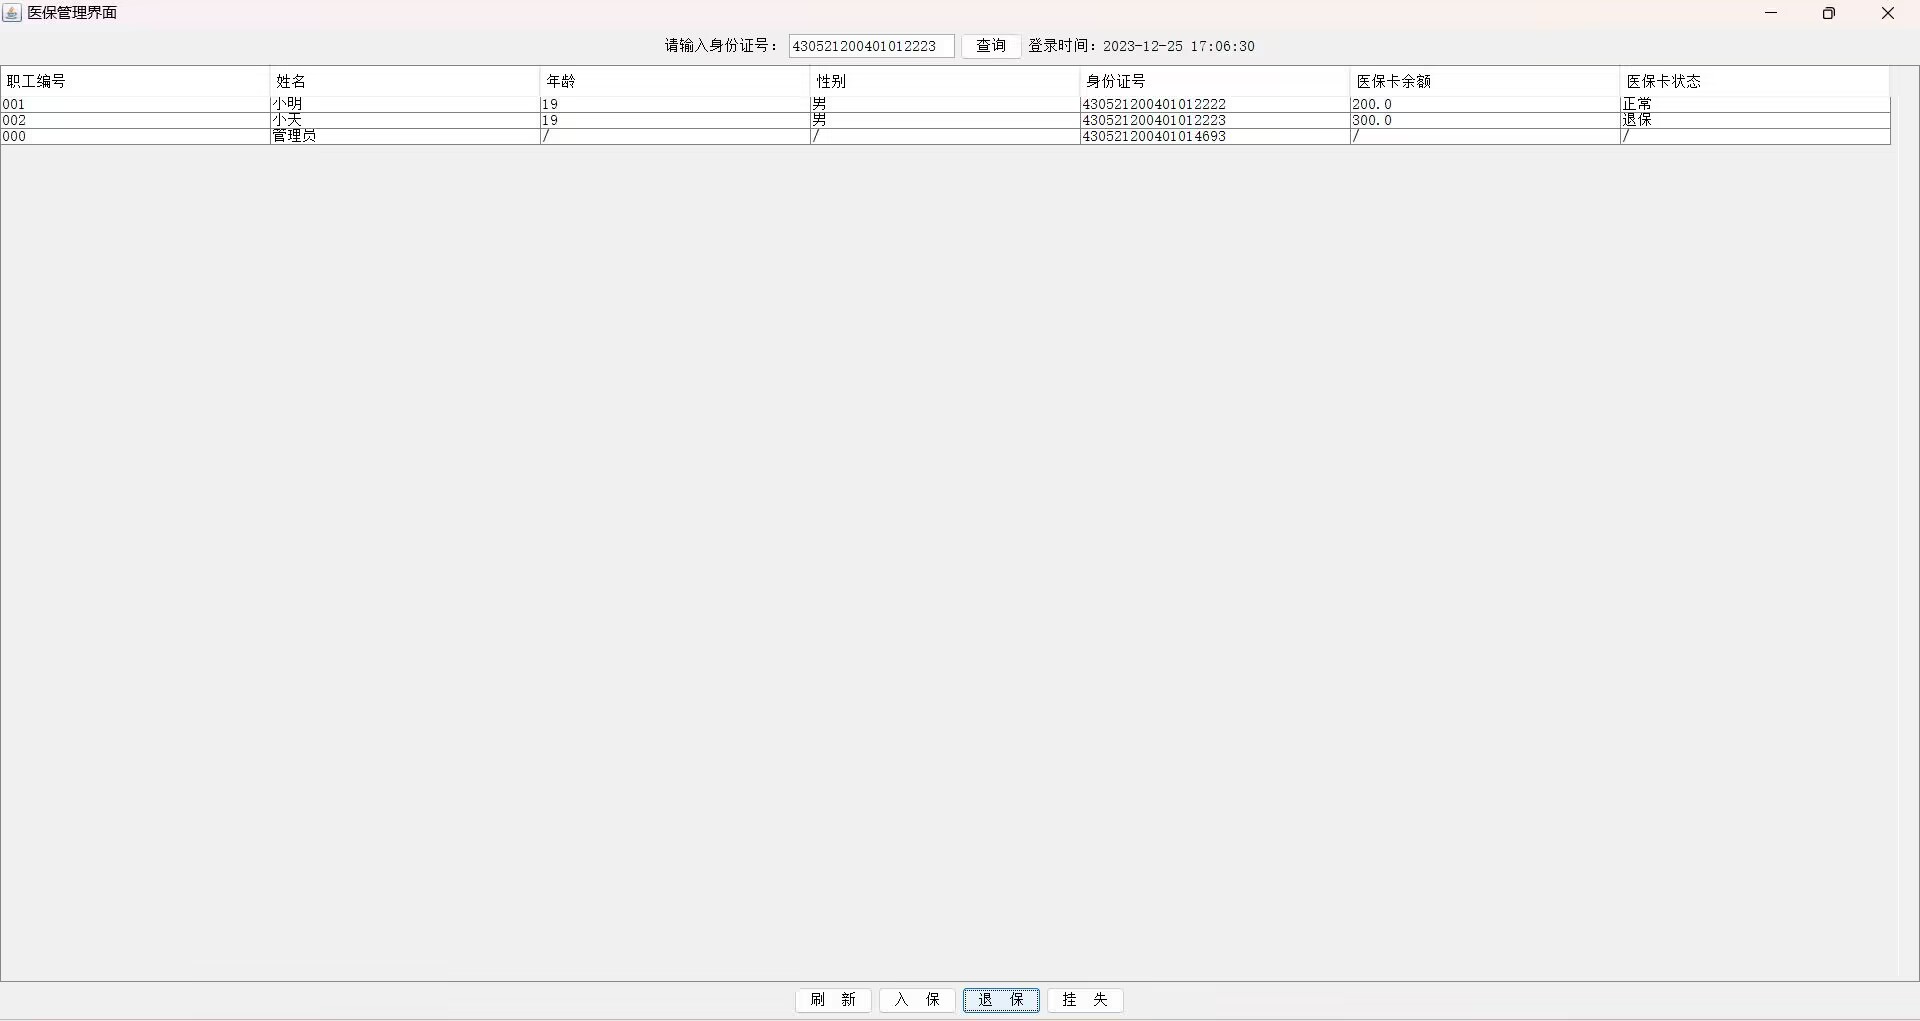 医保管理界面
请输入身份证号： 430521200401012223 查询 登录时间：2023-12-25 17:06:30
职工编号 姓名 年龄 性别 身份证号 医保卡余额 医保卡状态
001 小明 19 男 430521200401012222 200.0 正常
002 小天 19 男 430521200401012223 300.0 退保
000 管理员 / / 430521200401014693 / /
刷 新 入 保 退 保 挂 失